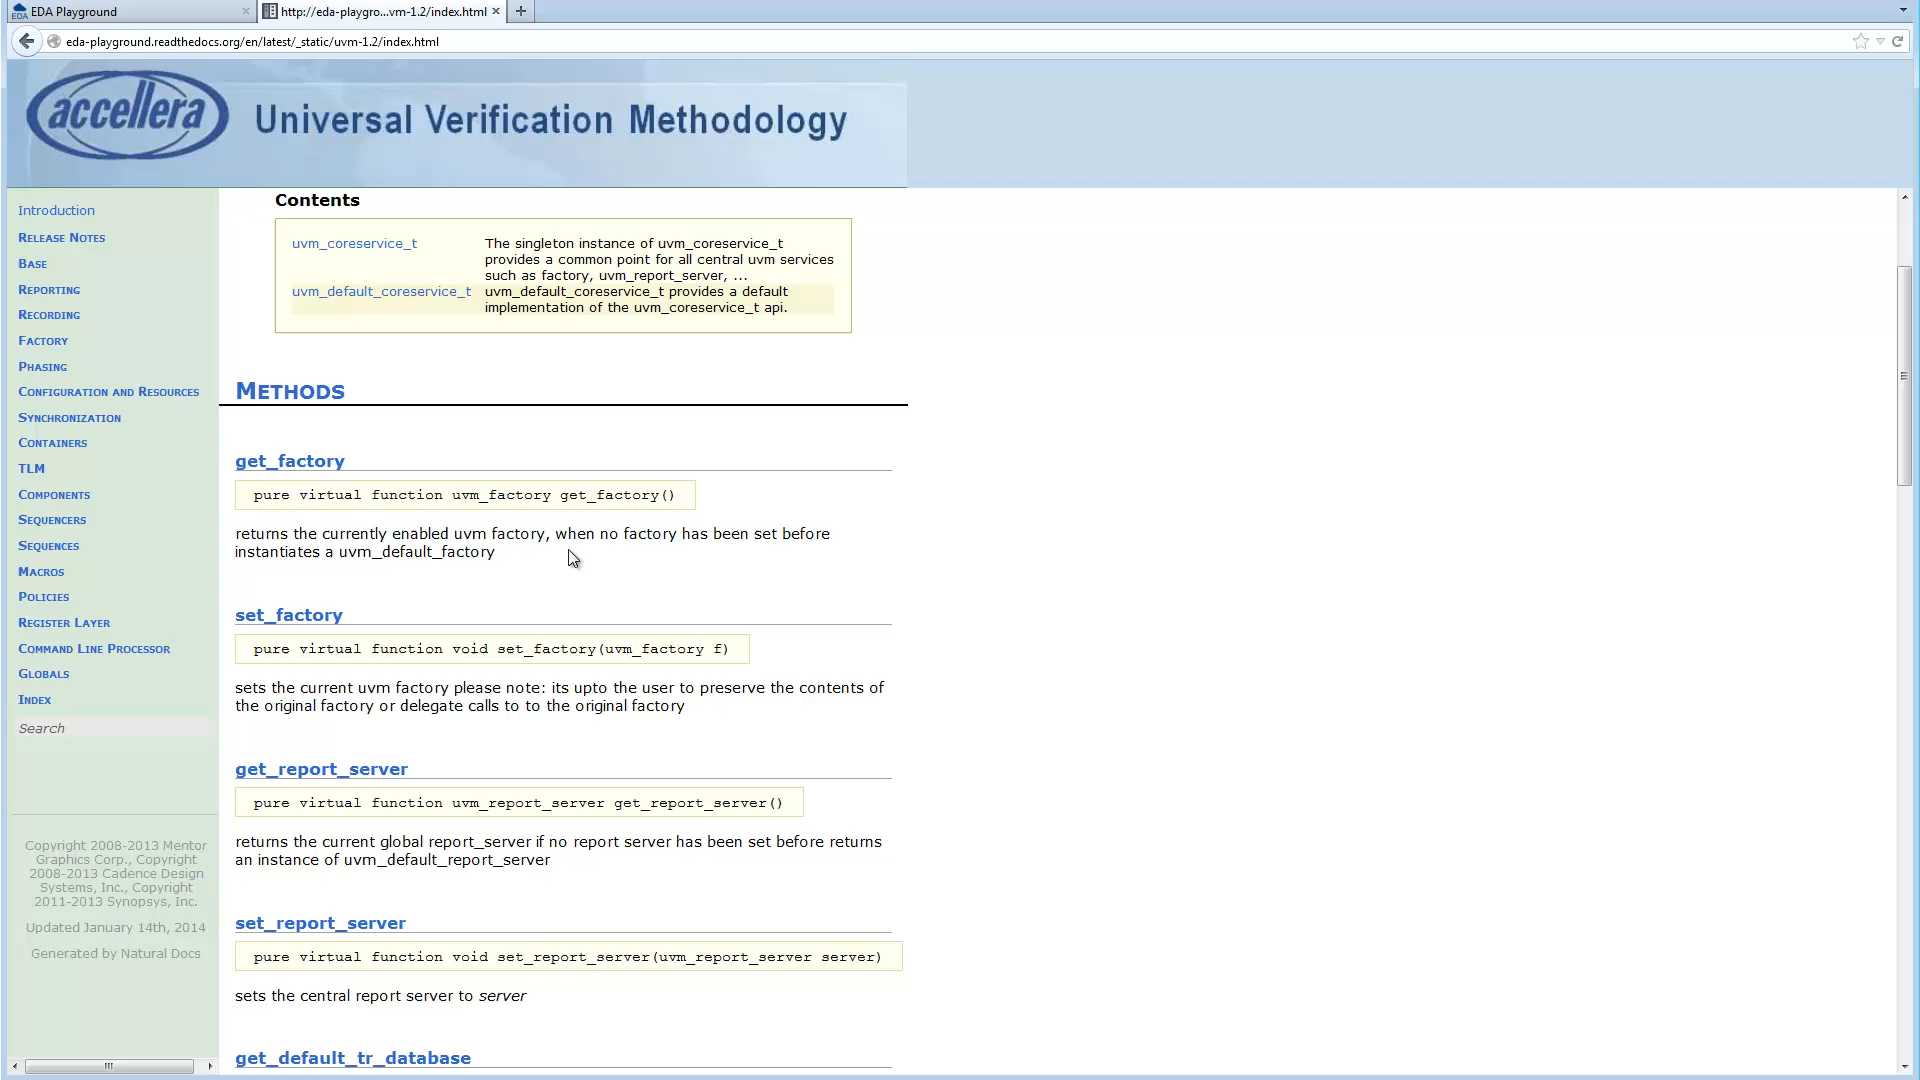 EDA Playground
http://eda-playgro...vm-1.2/index.html
eda-playground.readthedocs.org/en/latest/_static/uvm-1.2/index.html
accellera
Universal Verification Methodology
Introduction
Release Notes
Base
Reporting
Recording
Factory
Phasing
Configuration and Resources
Synchronization
Containers
TLM
Components
Sequencers
Sequences
Macros
Policies
Register Layer
Command Line Processor
Globals
Index
Search
Copyright 2008-2013 Mentor
Graphics Corp., Copyright
2008-2013 Cadence Design
Systems, Inc., Copyright
2011-2013 Synopsys, Inc.
Updated January 14th, 2014
Generated by Natural Docs
Contents
uvm_coreservice_t The singleton instance of uvm_coreservice_t
provides a common point for all central uvm services
such as factory, uvm_report_server, ...
uvm_default_coreservice_t uvm_default_coreservice_t provides a default
implementation of the uvm_coreservice_t api.
Methods
get_factory
pure virtual function uvm_factory get_factory()
returns the currently enabled uvm factory, when no factory has been set before
instantiates a uvm_default_factory
set_factory
pure virtual function void set_factory(uvm_factory f)
sets the current uvm factory please note: its upto the user to preserve the contents of
the original factory or delegate calls to to the original factory
get_report_server
pure virtual function uvm_report_server get_report_server()
returns the current global report_server if no report server has been set before returns
an instance of uvm_default_report_server
set_report_server
pure virtual function void set_report_server(uvm_report_server server)
sets the central report server to server
get_default_tr_database